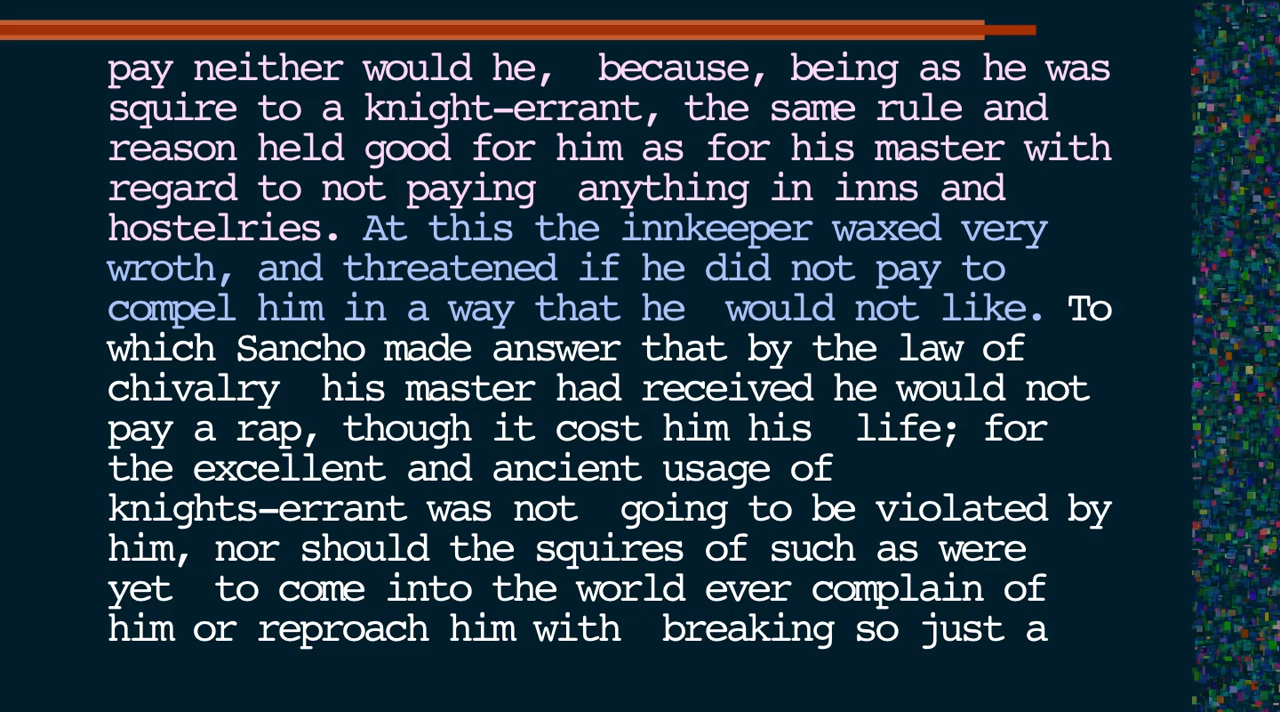 pay neither would he,  because, being as he was
squire to a knight-errant, the same rule and
reason held good for him as for his master with
regard to not paying  anything in inns and
hostelries. At this the innkeeper waxed very
wroth, and threatened if he did not pay to
compel him in a way that he  would not like. To
which Sancho made answer that by the law of
chivalry  his master had received he would not
pay a rap, though it cost him his  life; for
the excellent and ancient usage of
knights-errant was not  going to be violated by
him, nor should the squires of such as were
yet  to come into the world ever complain of
him or reproach him with  breaking so just a